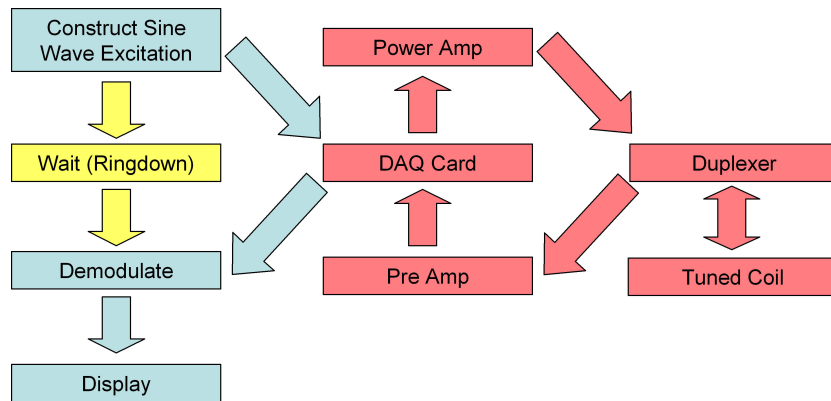 Construct Sine
Wave Excitation
Power Amp
Wait (Ringdown)
DAQ Card
Duplexer
Demodulate
Pre Amp
Tuned Coil
Display